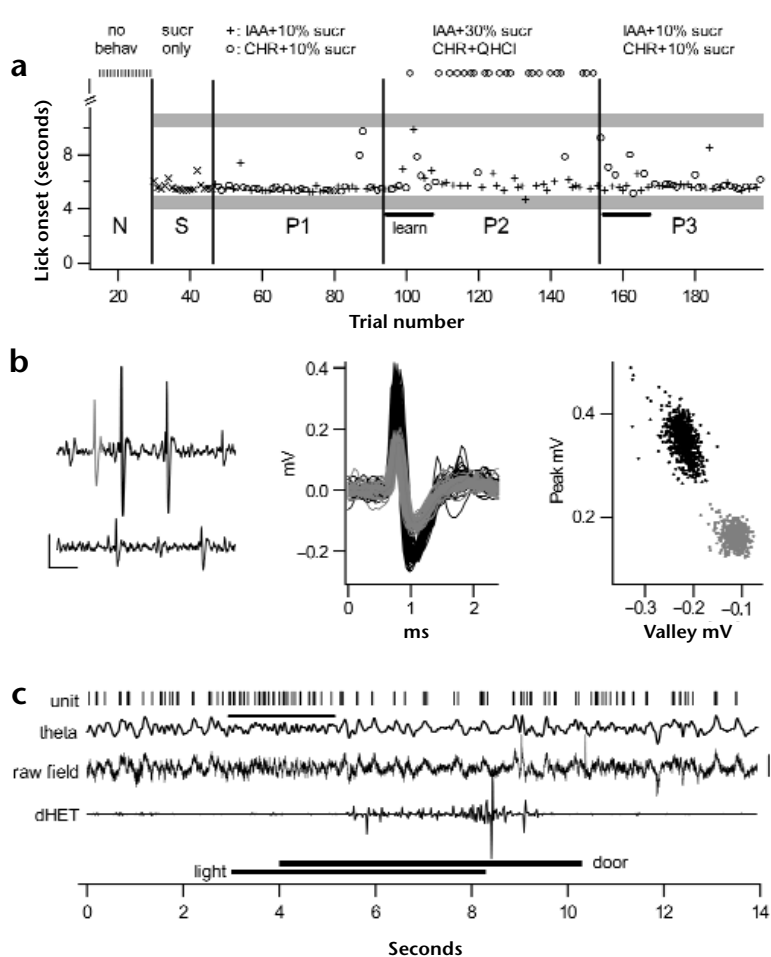 no sucr +: IAA+10% sucr IAA+30% sucr IAA+10% sucr
behav only o: CHR+10% sucr CHR+QHCl CHR+10% sucr
a
Lick onset (seconds)
8
4
0
N S P1 learn P2 P3
20 40 60 80 100 120 140 160 180
Trial number
b
mV
0.4
0.2
0.0
−0.2
0 1 2
ms
Peak mV
0.4
0.2
−0.3 −0.2 −0.1
Valley mV
c
unit
theta
raw field
dHET
door
light
0 2 4 6 8 10 12 14
Seconds